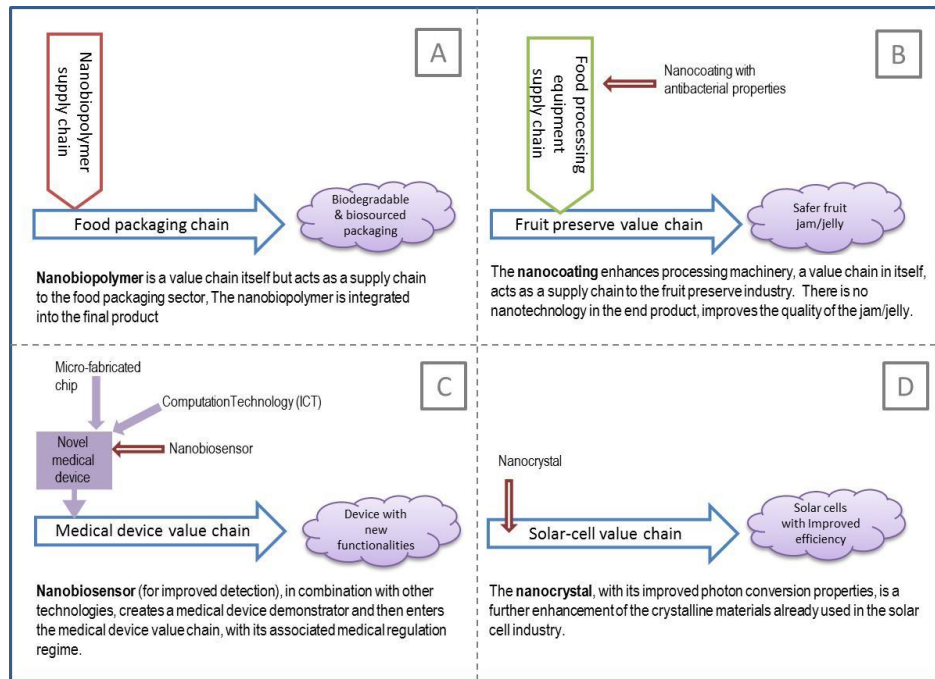 A
Nanobiopolymer
supply chain
Food packaging chain
Biodegradable
& biosourced
packaging
Nanobiopolymer is a value chain itself but acts as a supply chain
to the food packaging sector, The nanobiopolymer is integrated
into the final product
B
Food processing
equipment
supply chain
Nanocoating with
antibacterial properties
Fruit preserve value chain
Safer fruit
jam/jelly
The nanocoating enhances processing machinery, a value chain in itself,
acts as a supply chain to the fruit preserve industry. There is no
nanotechnology in the end product, improves the quality of the jam/jelly.
C
Micro-fabricated
chip
ComputationTechnology (ICT)
Novel
medical
device
Nanobiosensor
Medical device value chain
Device with
new
functionalities
Nanobiosensor (for improved detection), in combination with other
technologies, creates a medical device demonstrator and then enters
the medical device value chain, with its associated medical regulation
regime.
D
Nanocrystal
Solar-cell value chain
Solar cells
with Improved
efficiency
The nanocrystal, with its improved photon conversion properties, is a
further enhancement of the crystalline materials already used in the solar
cell industry.